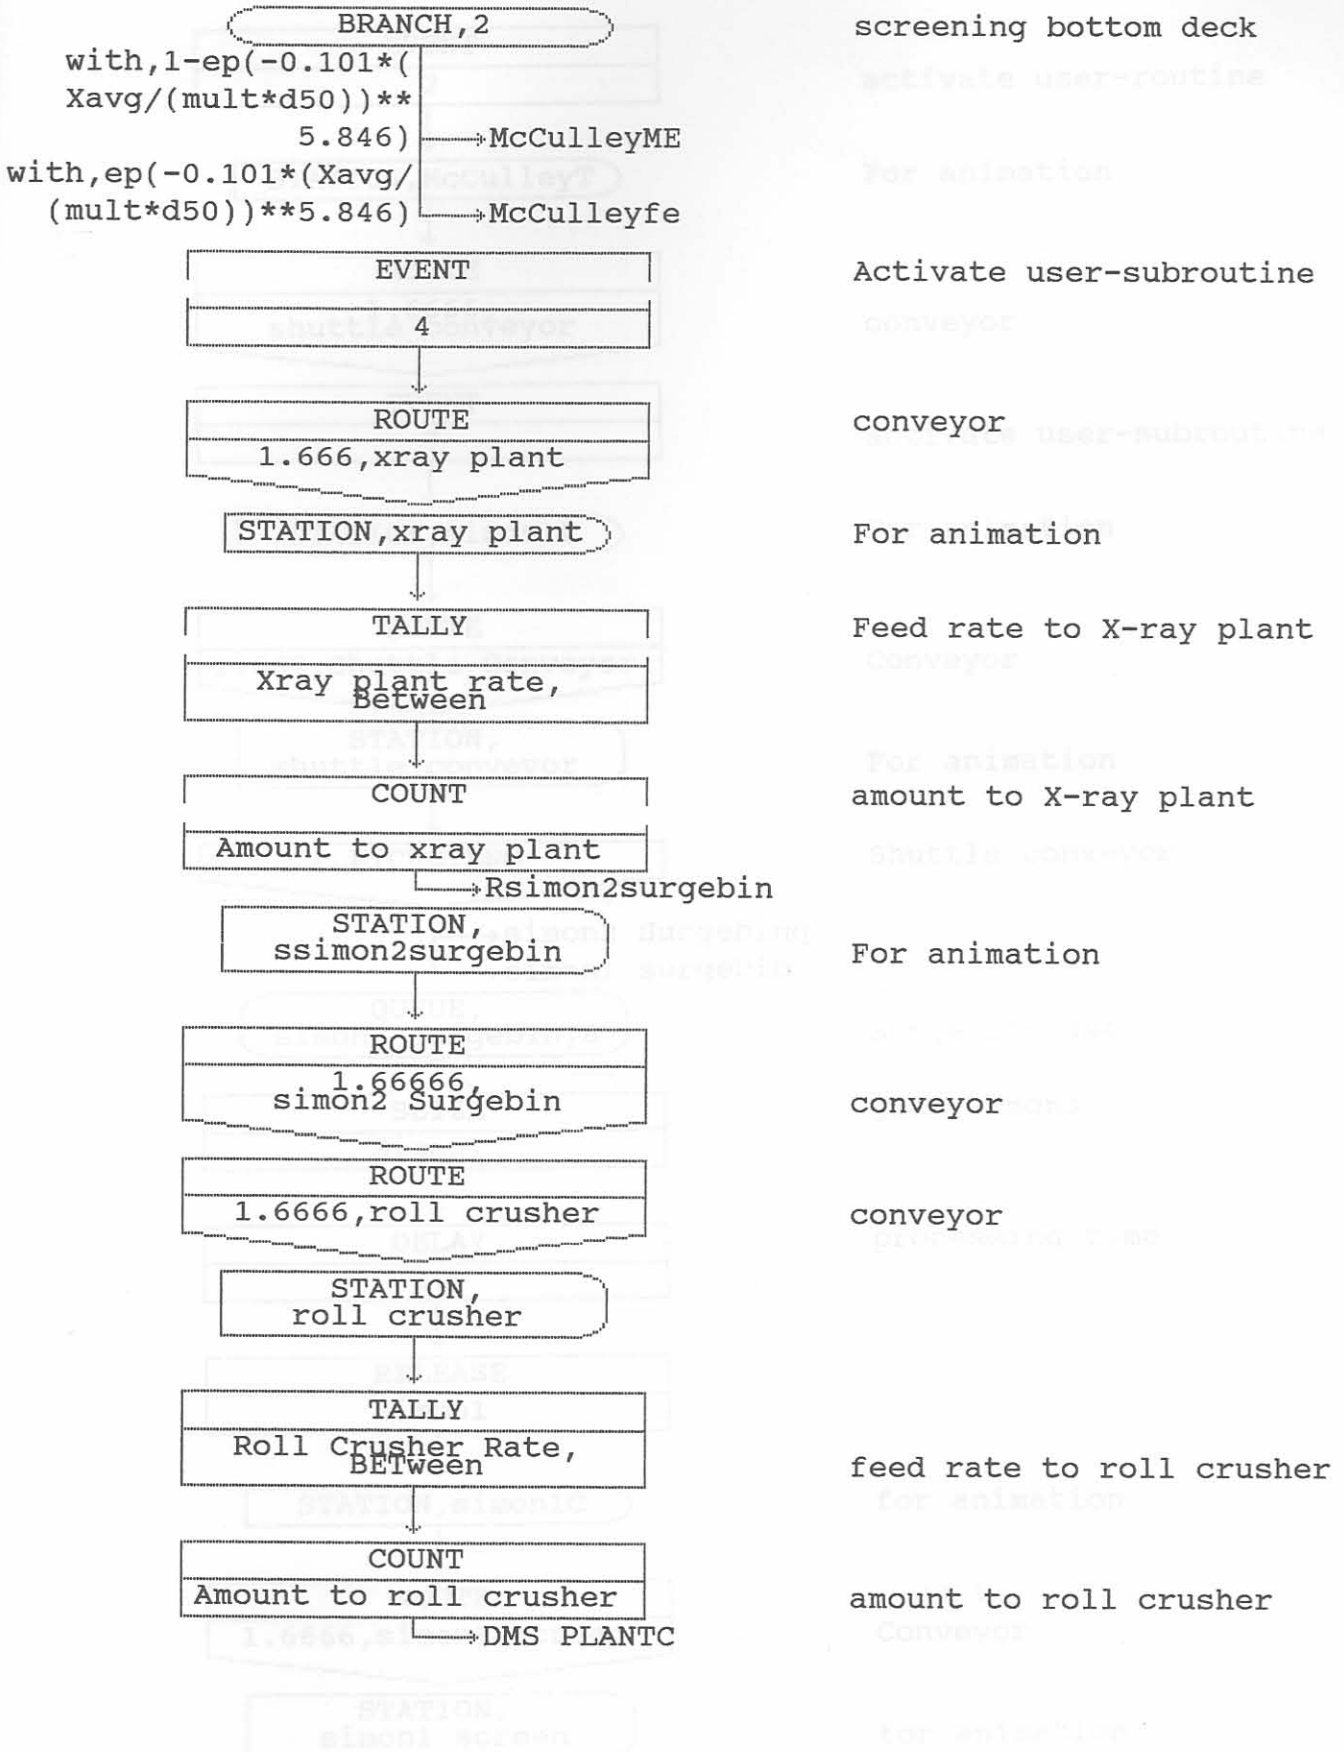 BRANCH,2 screening bottom deck
with,1-ep(-0.101*(
Xavg/(mult*d50))**
5.846) McCulleyME
with,ep(-0.101*(Xavg/
(mult*d50))**5.846) McCulleyfe
EVENT Activate user-subroutine
4
ROUTE conveyor
1.666,xray plant
STATION,xray plant For animation
TALLY Feed rate to X-ray plant
Xray plant rate,
Between
COUNT amount to X-ray plant
Amount to xray plant
Rsimon2surgebin
STATION,
ssimon2surgebin For animation
ROUTE
1.66666,
simon2 Surgebin conveyor
ROUTE
1.6666,roll crusher conveyor
STATION,
roll crusher
TALLY
Roll Crusher Rate,
BETween feed rate to roll crusher
COUNT
Amount to roll crusher amount to roll crusher
DMS PLANTC